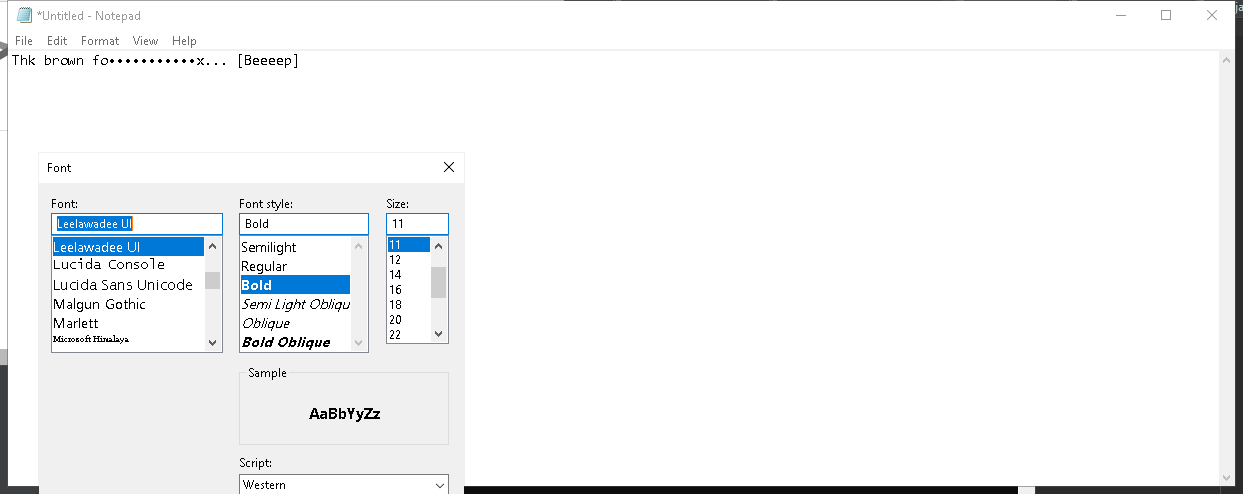 *Untitled - Notepad
File Edit Format View Help
Thk brown fo•••••••••••x... [Beeeep]
Font
Font: Font style: Size:
Leelawadee UI Bold 11
Leelawadee UI Semilight 11
Lucida Console Regular 12
Lucida Sans Unicode Bold 14
Malgun Gothic Semi Light Obliqu 16
Marlett Oblique 18
Microsoft Himalaya Bold Oblique 20
22
Sample
AaBbYyZz
Script:
Western